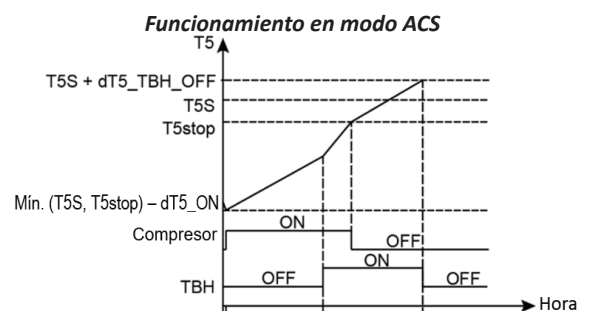 Funcionamiento en modo ACS
T5
T5S + dT5_TBH_OFF
T5S
T5stop
Mín. (T5S, T5stop) – dT5_ON
ON
Compresor
OFF
ON
TBH
OFF
OFF
Hora